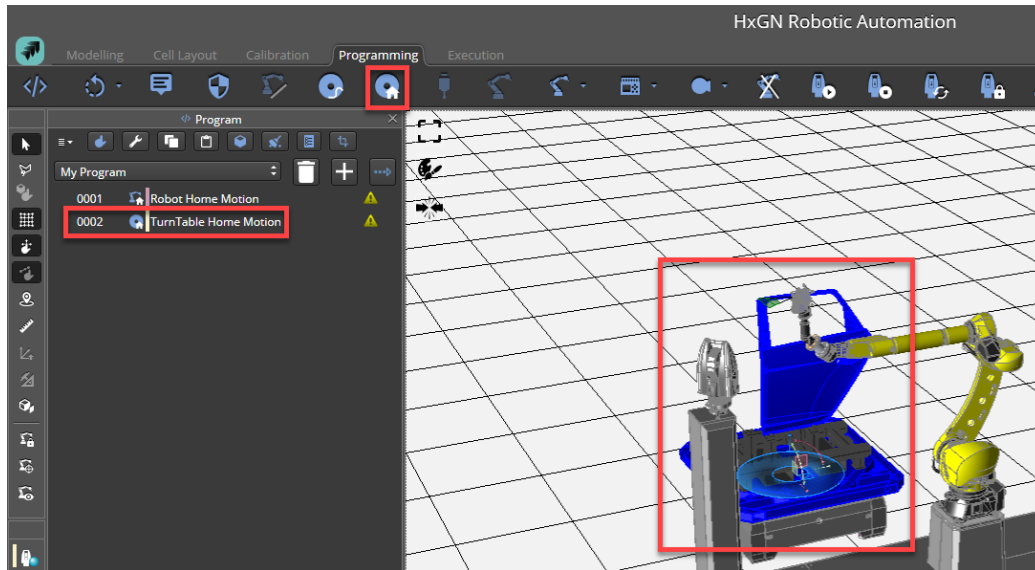 HxGN Robotic Automation
Modelling Cell Layout Calibration Programming Execution
</> Program
My Program
0001 Robot Home Motion
0002 TurnTable Home Motion